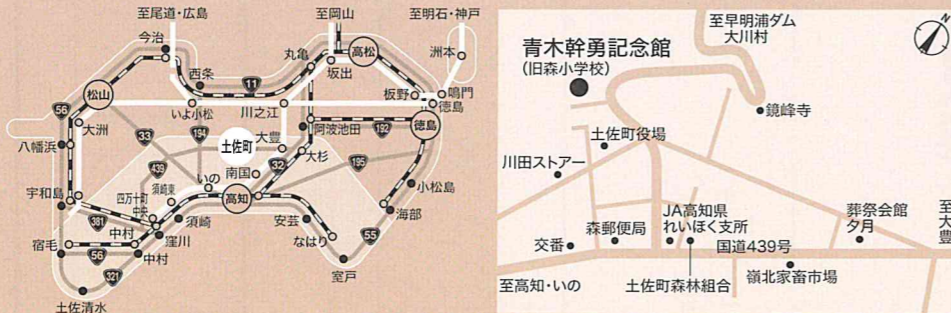 至尾道・広島
至岡山
至明石・神戸
今治
丸亀
高松
洲本
坂出
西条
11
松山
板野
鳴門
徳島
いよ小松
川之江
56
大洲
33
194
土佐町
大豊
阿波池田
192
徳島
八幡浜
大杉
439
32
195
須崎東
いの
南国
宇和島
四万十町
中央
高知
小松島
381
須崎
安芸
海部
中村
窪川
なはり
55
宿毛
56
中村
室戸
321
土佐清水
至早明浦ダム
大川村
N
青木幹勇記念館
(旧森小学校)
鏡峰寺
土佐町役場
川田ストアー
至大豊
JA高知県
れいほく支所
葬祭会館
夕月
森郵便局
交番
国道439号
至高知・いの
土佐町森林組合
嶺北家畜市場